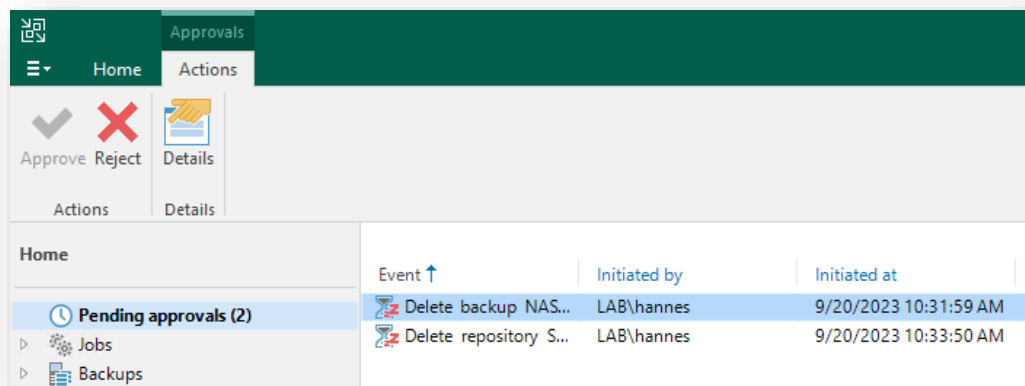 Approvals
Home Actions
Approve Reject Details
Actions Details
Home
Event Initiated by Initiated at
Pending approvals (2) Delete backup NAS... LAB\hannes 9/20/2023 10:31:59 AM
Jobs Delete repository S... LAB\hannes 9/20/2023 10:33:50 AM
Backups